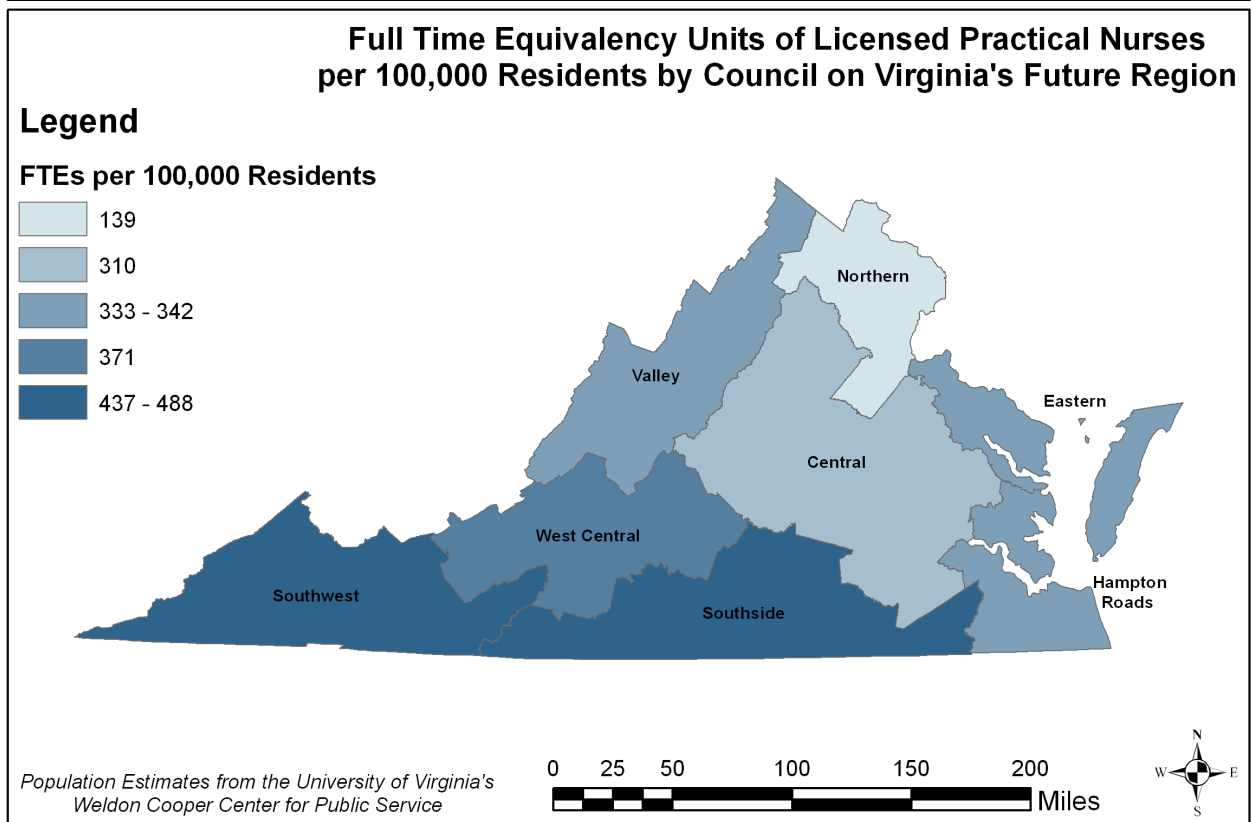 Full Time Equivalency Units of Licensed Practical Nurses
per 100,000 Residents by Council on Virginia's Future Region
Legend
FTEs per 100,000 Residents
139
310
333 - 342
371
437 - 488
Northern
Valley
Eastern
Central
West Central
Southwest
Southside
Hampton
Roads
Population Estimates from the University of Virginia's
Weldon Cooper Center for Public Service
0 25 50 100 150 200
Miles
N
W E
S